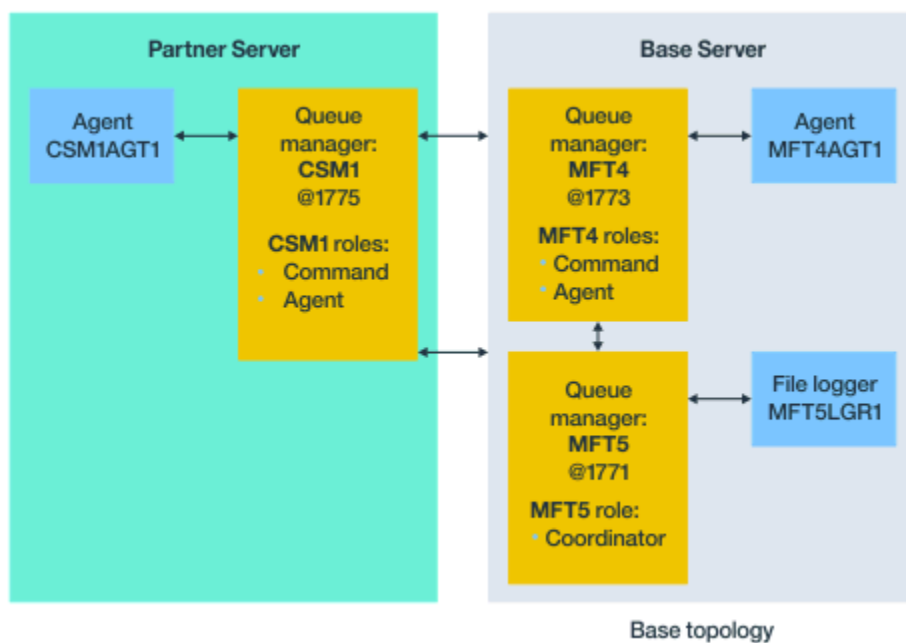 Partner Server
Agent
CSM1AGT1
Queue
manager:
CSM1
@1775
CSM1 roles:
• Command
• Agent
Base Server
Queue
manager:
MFT4
@1773
MFT4 roles:
• Command
• Agent
Agent
MFT4AGT1
Queue
manager:
MFT5
@1771
MFT5 role:
• Coordinator
File logger
MFT5LGR1
Base topology